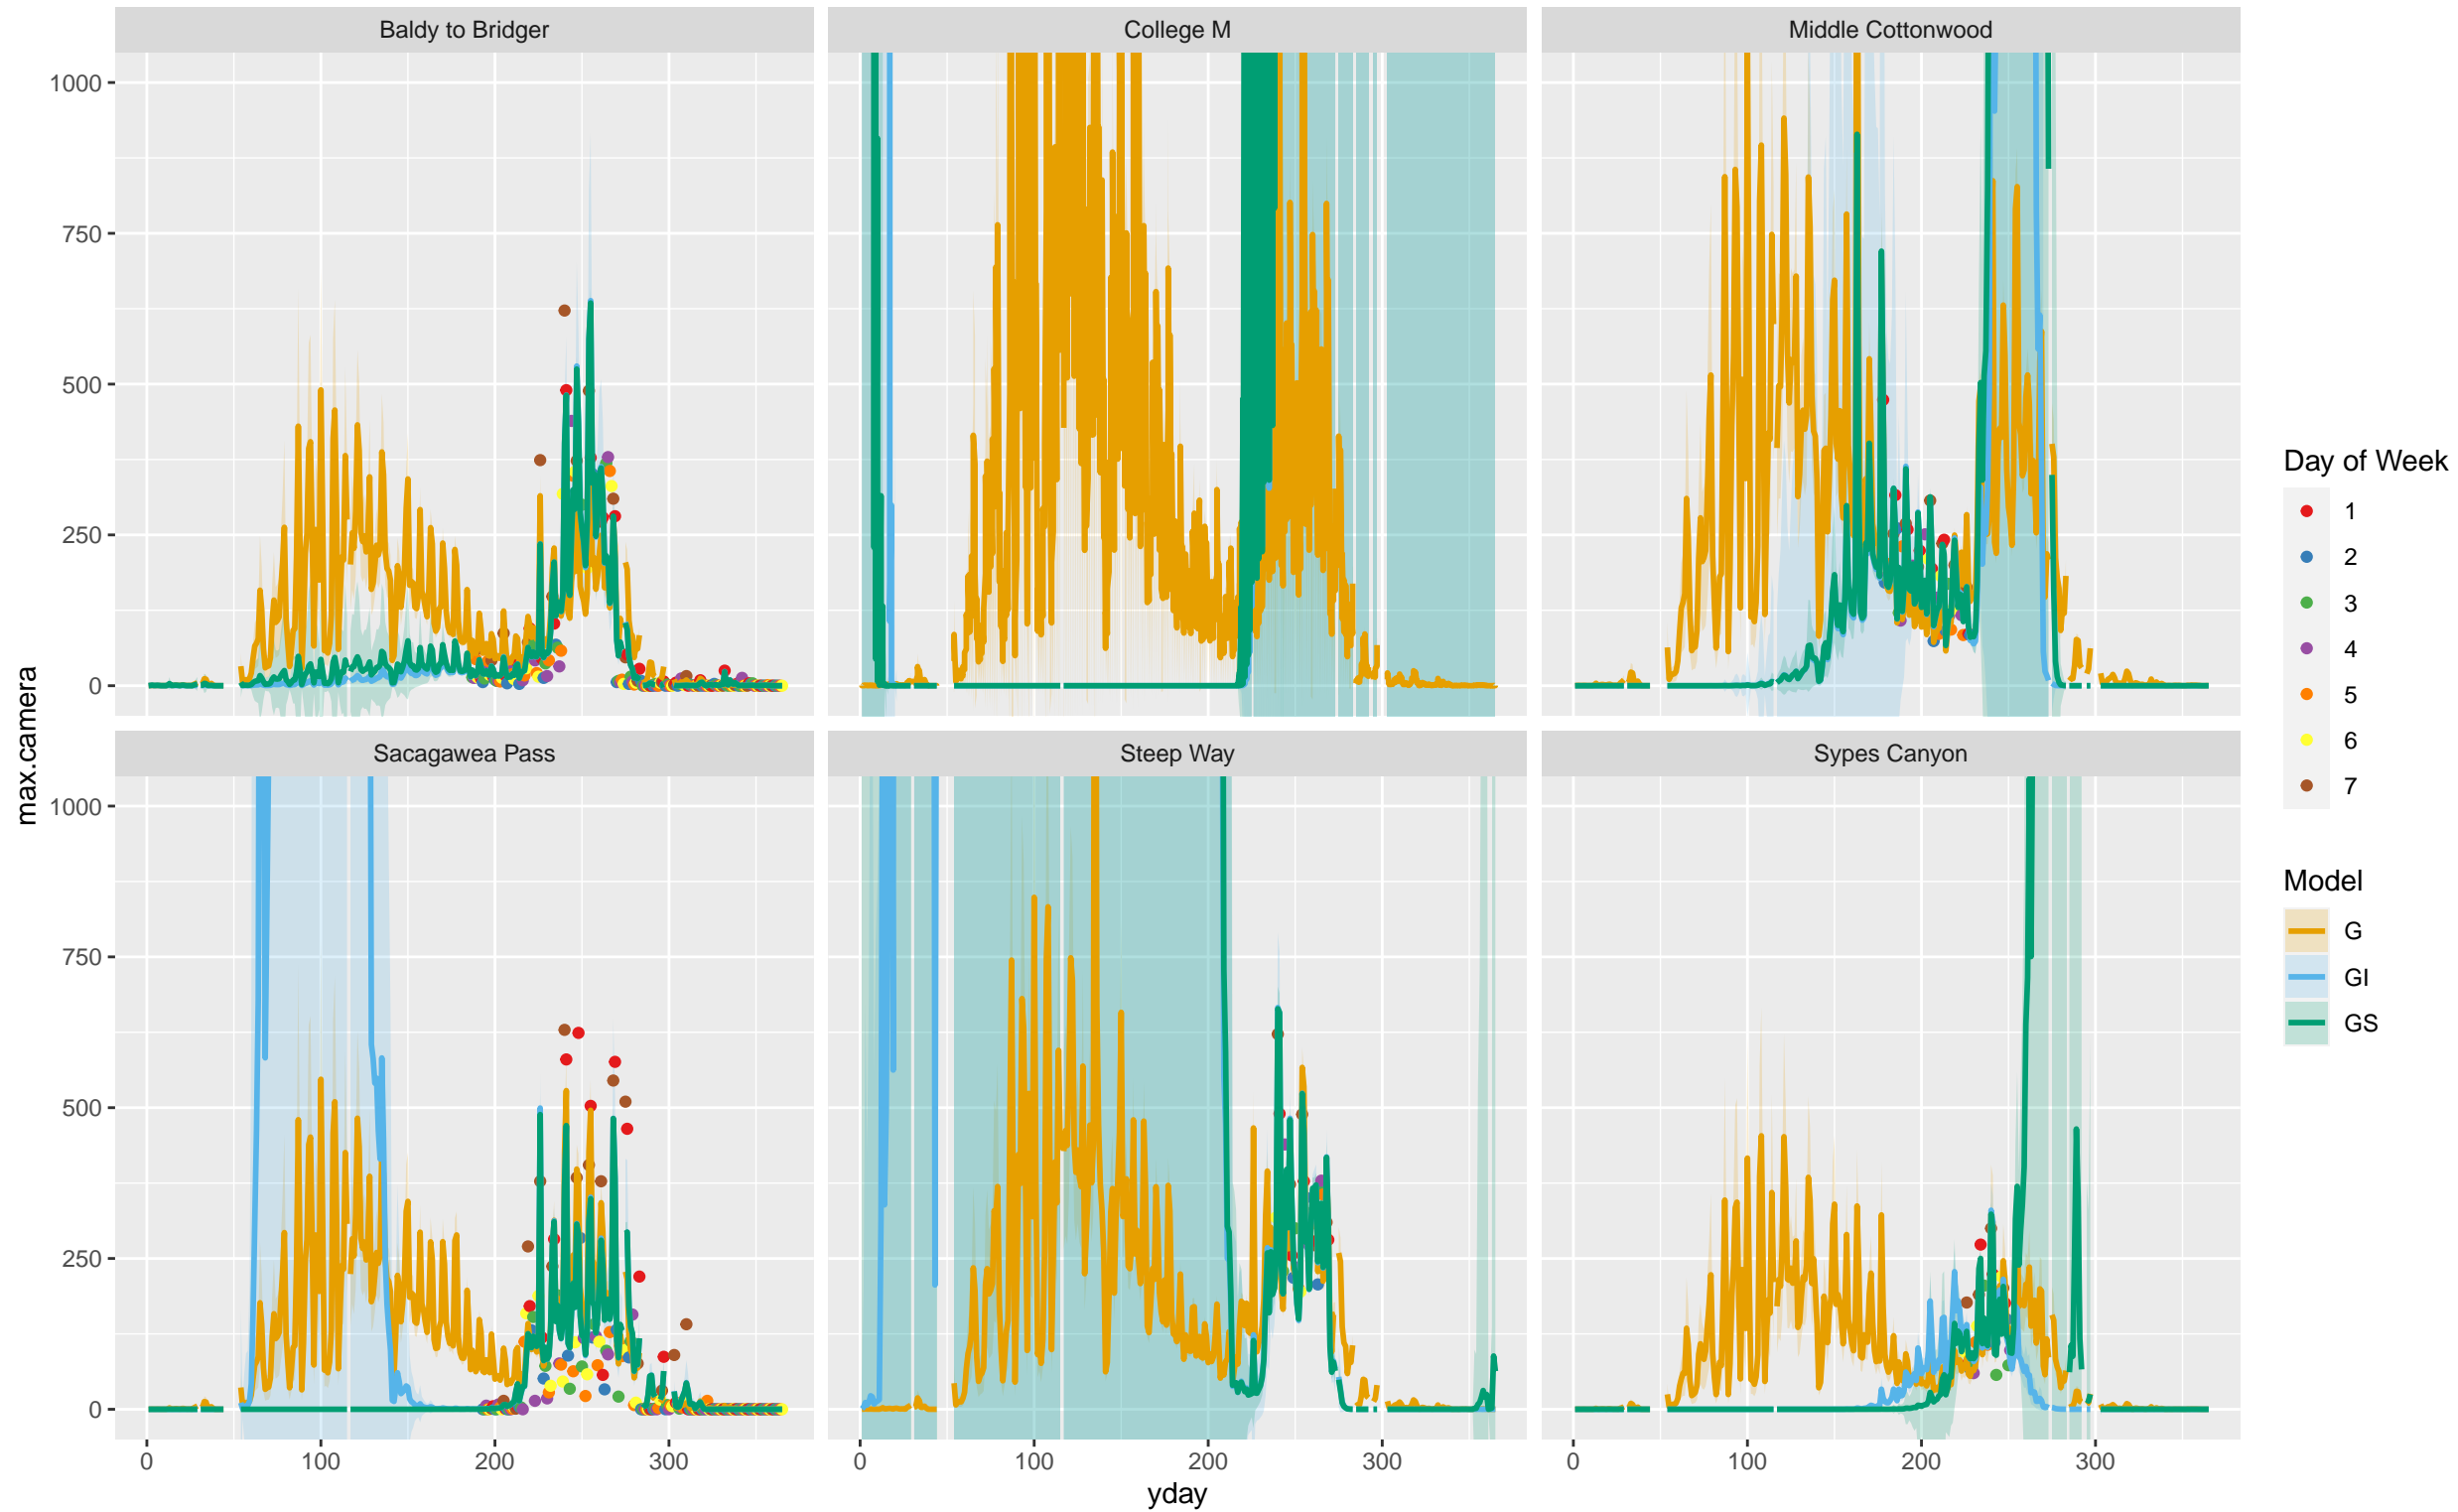 Baldy to Bridger
College M
Middle Cottonwood
1000
750
500
250
0
Sacagawea Pass
Steep Way
Sypes Canyon
1000
750
500
250
0
0 100 200 300
0 100 200 300
0 100 200 300
yday
max.camera
Day of Week
1
2
3
4
5
6
7
Model
G
GI
GS